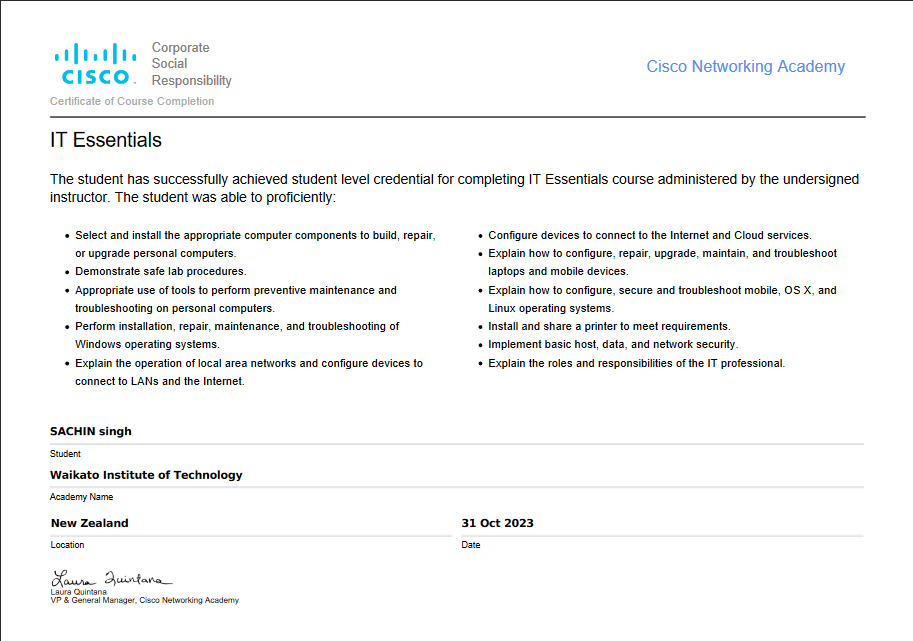 Corporate
Social
Responsibility
CISCO.
Cisco Networking Academy
Certificate of Course Completion
IT Essentials
The student has successfully achieved student level credential for completing IT Essentials course administered by the undersigned
instructor. The student was able to proficiently:
• Select and install the appropriate computer components to build, repair,
or upgrade personal computers.
• Demonstrate safe lab procedures.
• Appropriate use of tools to perform preventive maintenance and
troubleshooting on personal computers.
• Perform installation, repair, maintenance, and troubleshooting of
Windows operating systems.
• Explain the operation of local area networks and configure devices to
connect to LANs and the Internet.
• Configure devices to connect to the Internet and Cloud services.
• Explain how to configure, repair, upgrade, maintain, and troubleshoot
laptops and mobile devices.
• Explain how to configure, secure and troubleshoot mobile, OS X, and
Linux operating systems.
• Install and share a printer to meet requirements.
• Implement basic host, data, and network security.
• Explain the roles and responsibilities of the IT professional.
SACHIN singh
Student
Waikato Institute of Technology
Academy Name
New Zealand
Location
31 Oct 2023
Date
Laura Quintana
Laura Quintana
VP & General Manager, Cisco Networking Academy